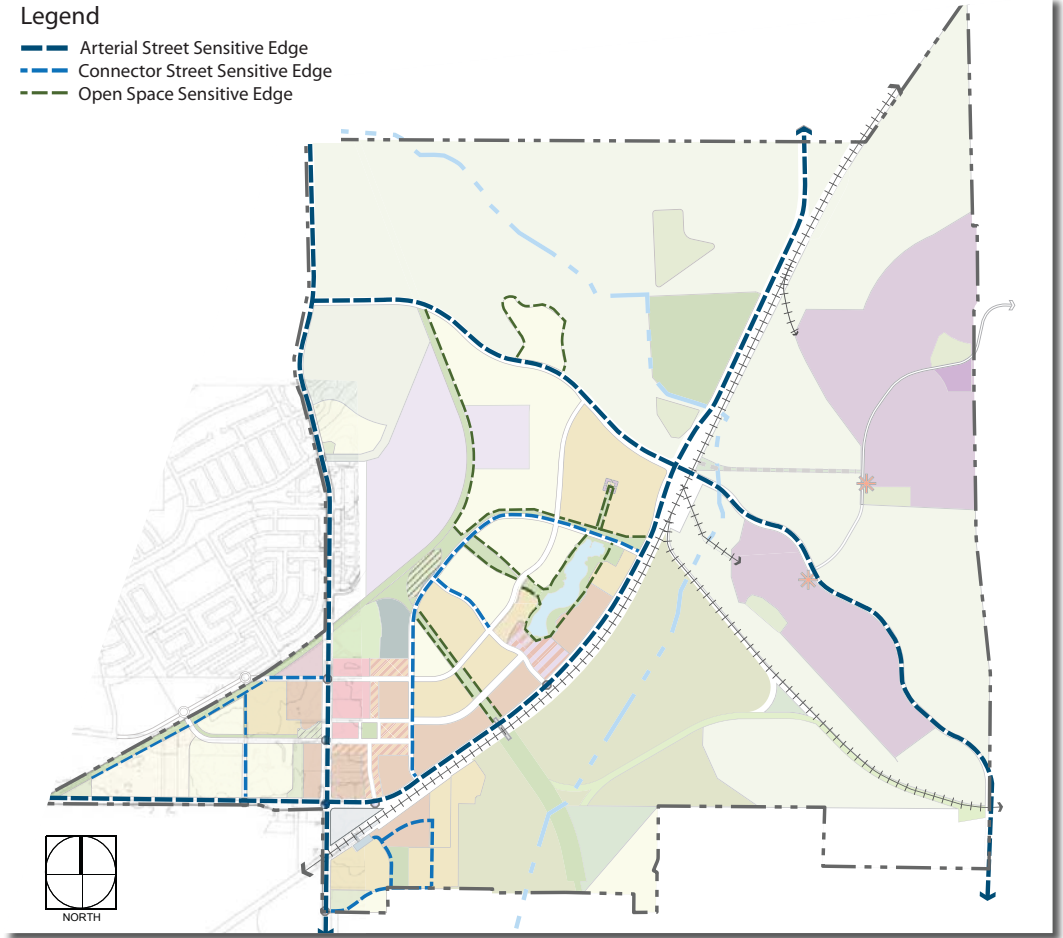 Legend
Arterial Street Sensitive Edge
Connector Street Sensitive Edge
Open Space Sensitive Edge
NORTH